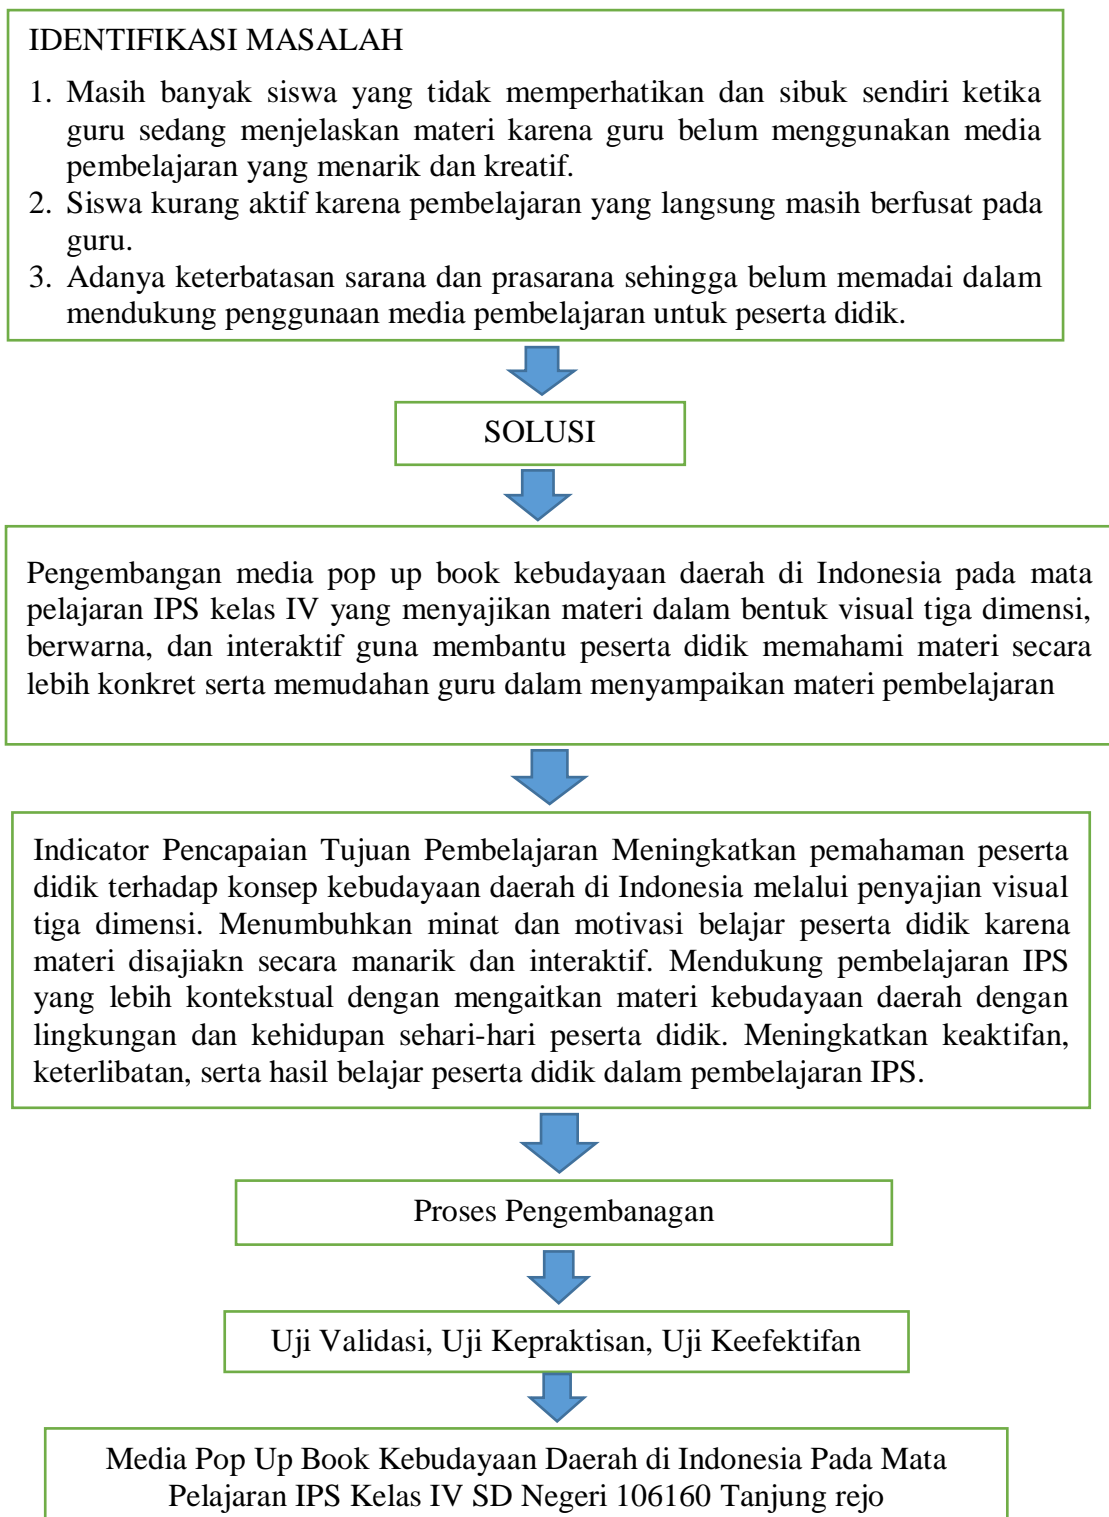 IDENTIFIKASI MASALAH
1. Masih banyak siswa yang tidak memperhatikan dan sibuk sendiri ketika
guru sedang menjelaskan materi karena guru belum menggunakan media
pembelajaran yang menarik dan kreatif.
2. Siswa kurang aktif karena pembelajaran yang langsung masih berfusat pada
guru.
3. Adanya keterbatasan sarana dan prasarana sehingga belum memadai dalam
mendukung penggunaan media pembelajaran untuk peserta didik.
SOLUSI
Pengembangan media pop up book kebudayaan daerah di Indonesia pada mata
pelajaran IPS kelas IV yang menyajikan materi dalam bentuk visual tiga dimensi,
berwarna, dan interaktif guna membantu peserta didik memahami materi secara
lebih konkret serta memudahan guru dalam menyampaikan materi pembelajaran
Indicator Pencapaian Tujuan Pembelajaran Meningkatkan pemahaman peserta
didik terhadap konsep kebudayaan daerah di Indonesia melalui penyajian visual
tiga dimensi. Menumbuhkan minat dan motivasi belajar peserta didik karena
materi disajiakn secara manarik dan interaktif. Mendukung pembelajaran IPS
yang lebih kontekstual dengan mengaitkan materi kebudayaan daerah dengan
lingkungan dan kehidupan sehari-hari peserta didik. Meningkatkan keaktifan,
keterlibatan, serta hasil belajar peserta didik dalam pembelajaran IPS.
Proses Pengembanagan
Uji Validasi, Uji Kepraktisan, Uji Keefektifan
Media Pop Up Book Kebudayaan Daerah di Indonesia Pada Mata
Pelajaran IPS Kelas IV SD Negeri 106160 Tanjung rejo